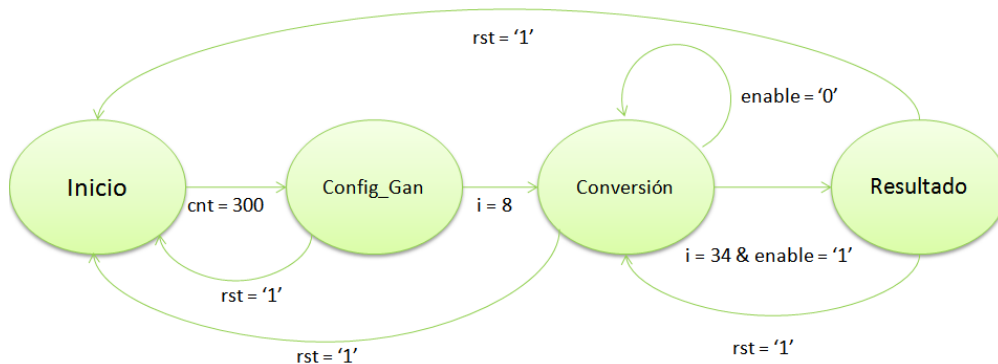 rst = ‘1’
enable = ‘0’
Inicio
Config_Gan
Conversión
Resultado
cnt = 300
i = 8
i = 34 & enable = ‘1’
rst = ‘1’
rst = ‘1’
rst = ‘1’